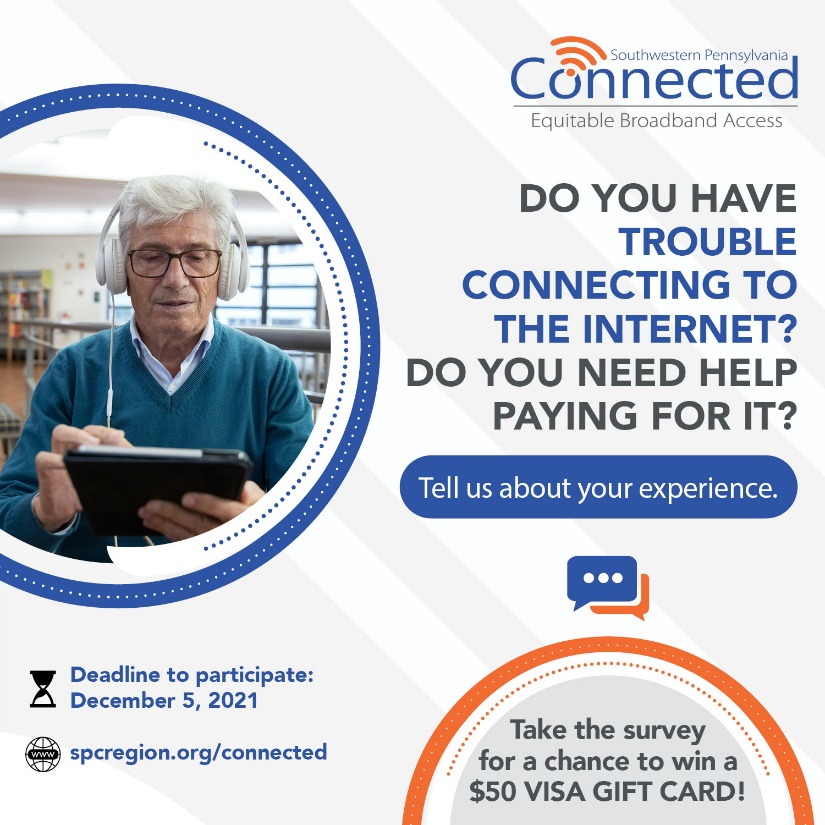 Southwestern Pennsylvania
Connected
Equitable Broadband Access
DO YOU HAVE
TROUBLE
CONNECTING TO
THE INTERNET?
DO YOU NEED HELP
PAYING FOR IT?
Tell us about your experience.
Deadline to participate:
December 5, 2021
www
spcregion.org/connected
Take the survey
for a chance to win a
$50 VISA GIFT CARD!